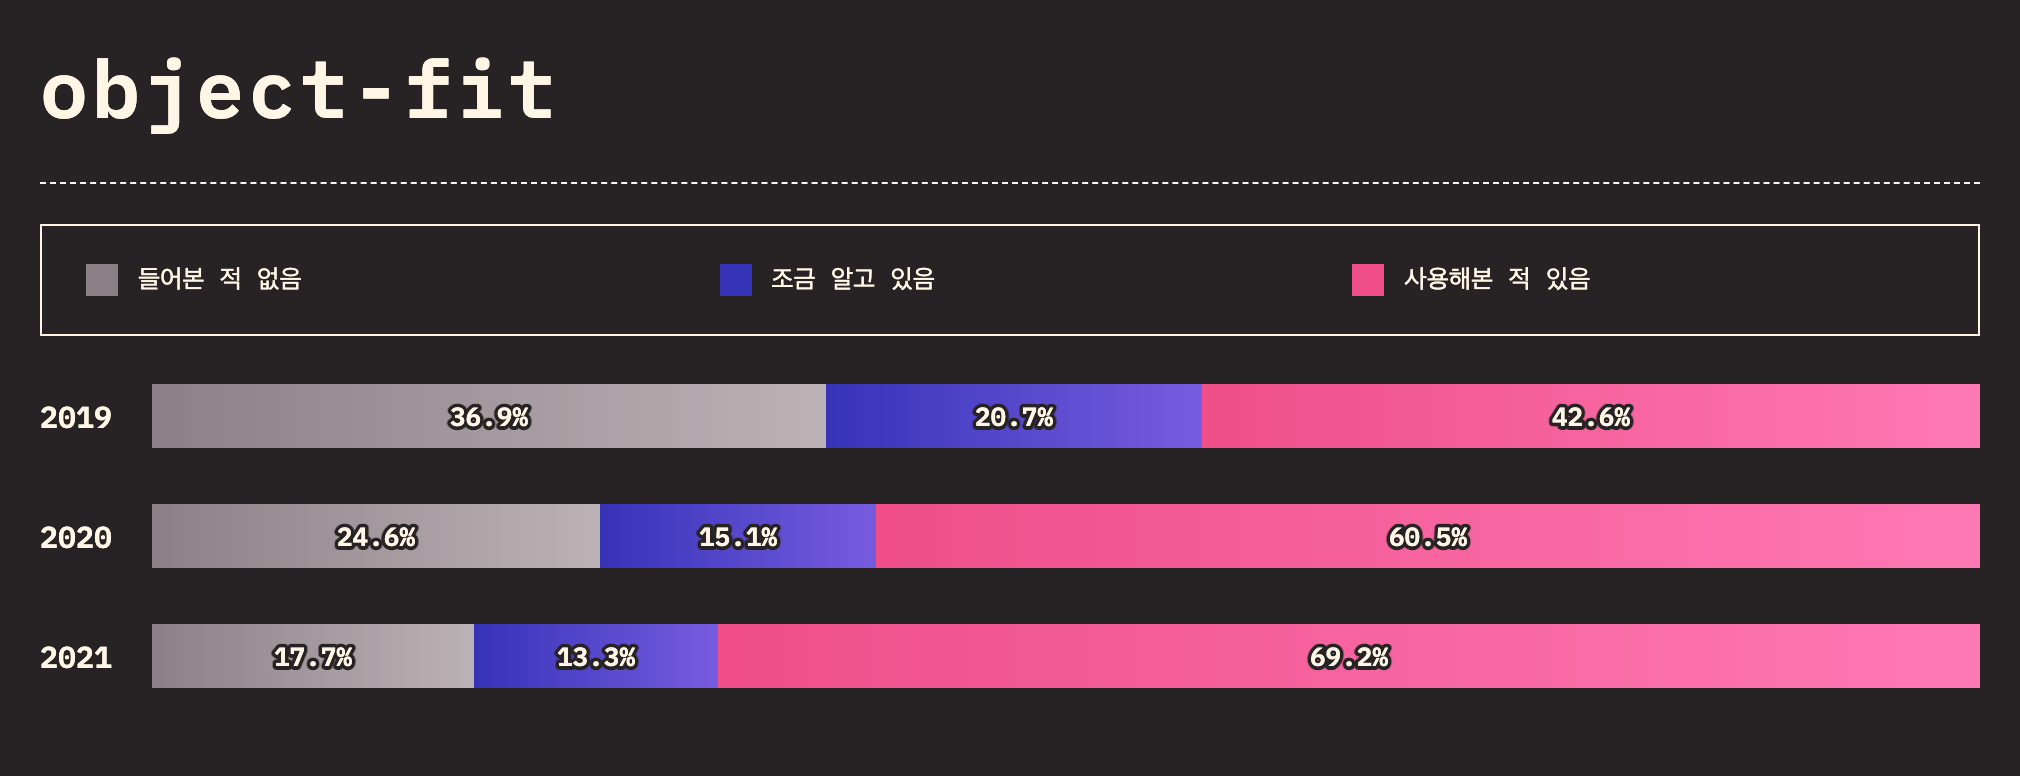 object-fit
들어본 적 없음 조금 알고 있음 사용해본 적 있음
2019 36.9% 20.7% 42.6%
2020 24.6% 15.1% 60.5%
2021 17.7% 13.3% 69.2%